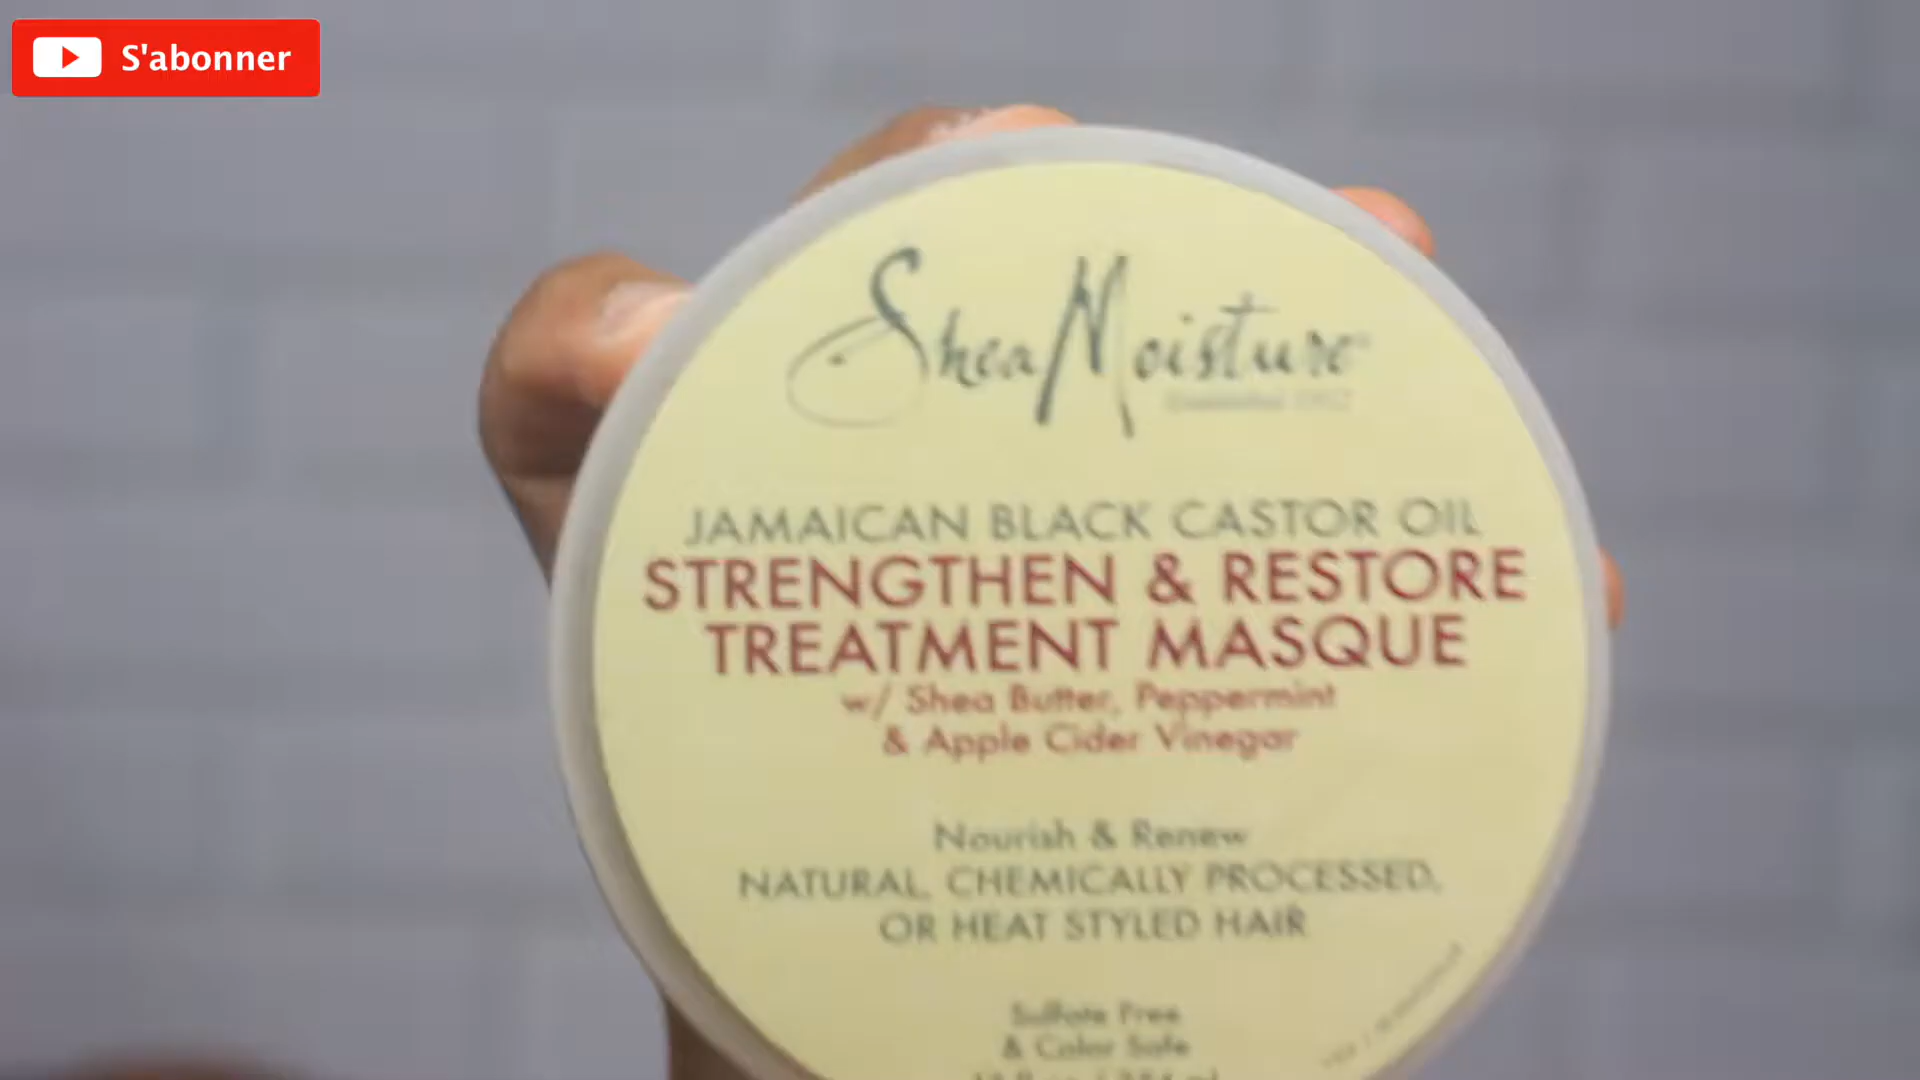 S'abonner
SheaMoisture
JAMAICAN BLACK CASTOR OIL
STRENGTHEN & RESTORE
TREATMENT MASQUE
w/ Shea Butter, Peppermint
& Apple Cider Vinegar
Nourish & Renew
NATURAL, CHEMICALLY PROCESSED,
OR HEAT STYLED HAIR
Sulfate Free
& Color Safe